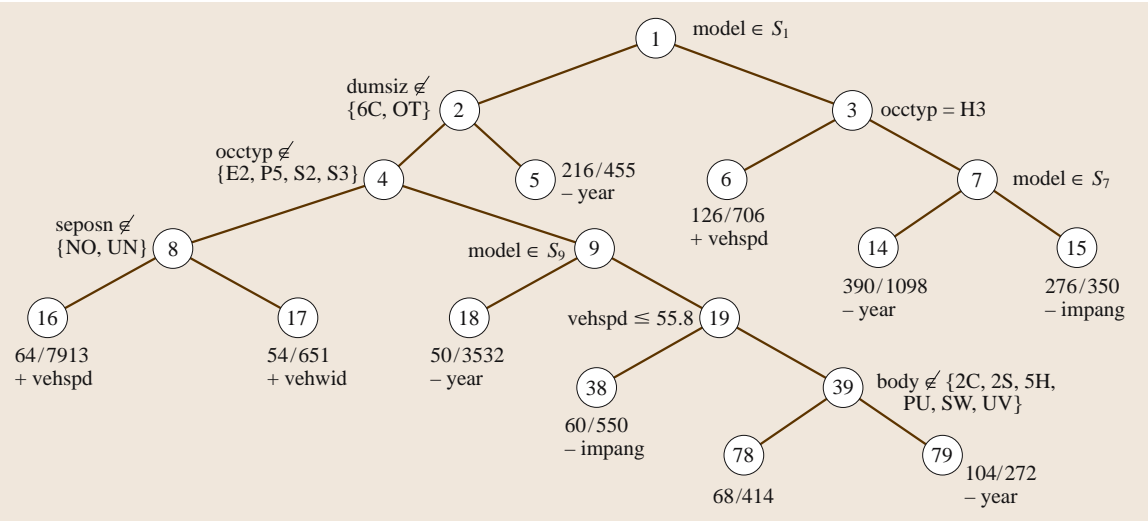 1
model ∈ S₁
dumsiz ∉
{6C, OT}
2
3
occtyp = H3
occtyp ∉
{E2, P5, S2, S3}
4
5
216/455
– year
6
126/706
+ vehspd
7
model ∈ S₇
seposn ∉
{NO, UN}
8
model ∈ S₉
9
14
390/1098
– year
15
276/350
– impang
16
64/7913
+ vehspd
17
54/651
+ vehwid
18
50/3532
– year
vehspd ≤ 55.8
19
38
60/550
– impang
39
body ∉ {2C, 2S, 5H,
PU, SW, UV}
78
68/414
79
104/272
– year